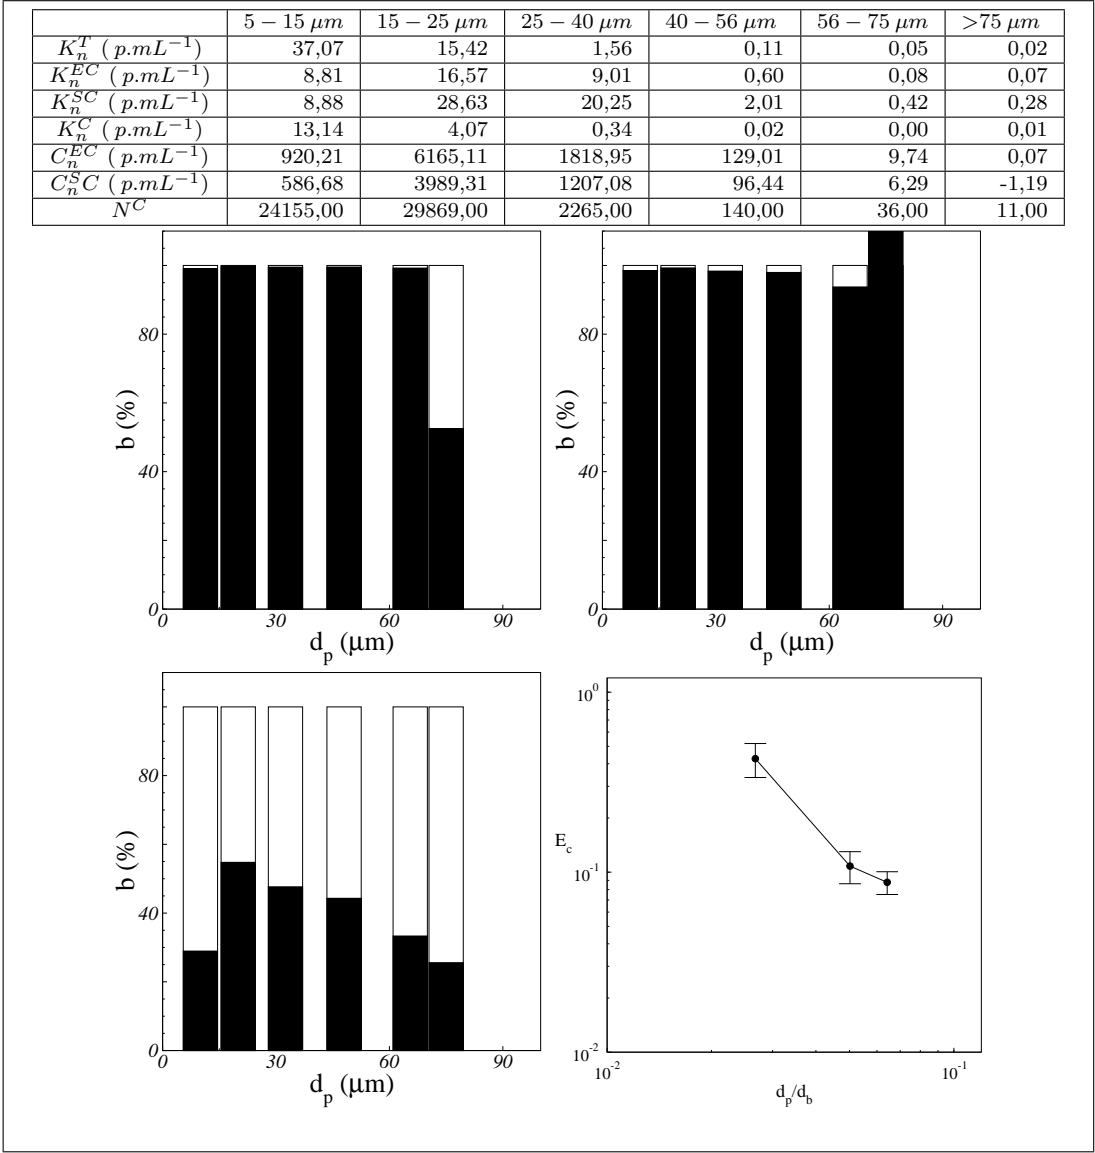 5 − 15 μm 15 − 25 μm 25 − 40 μm 40 − 56 μm 56 − 75 μm >75 μm
K_n^T ( p.mL^{−1}) 37,07 15,42 1,56 0,11 0,05 0,02
K_n^{EC} ( p.mL^{−1}) 8,81 16,57 9,01 0,60 0,08 0,07
K_n^{SC} ( p.mL^{−1}) 8,88 28,63 20,25 2,01 0,42 0,28
K_n^C ( p.mL^{−1}) 13,14 4,07 0,34 0,02 0,00 0,01
C_n^{EC} ( p.mL^{−1}) 920,21 6165,11 1818,95 129,01 9,74 0,07
C_n^S C ( p.mL^{−1}) 586,68 3989,31 1207,08 96,44 6,29 -1,19
N^C 24155,00 29869,00 2265,00 140,00 36,00 11,00
80
b (%)
40
0
0 30 60 90
d_p (μm)
80
b (%)
40
0
0 30 60 90
d_p (μm)
80
b (%)
40
0
0 30 60 90
d_p (μm)
10^0
E_c
10^{-1}
10^{-2}
10^{-2} 10^{-1}
d_p/d_b